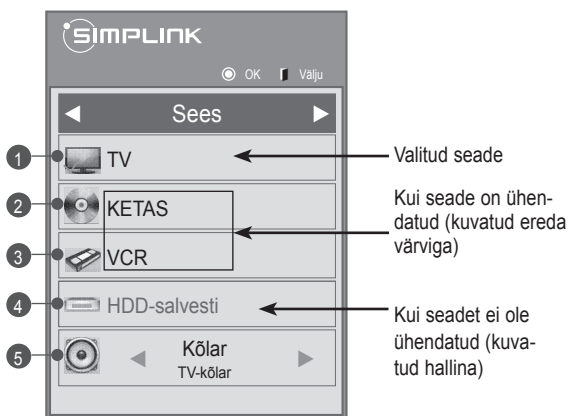 SIMPLINK
OK Välju
Sees
1 TV
2 KETAS
3 VCR
4 HDD-salvesti
5 Kõlar
TV-kõlar
Valitud seade
Kui seade on ühen-
datud (kuvatud ereda
värviga)
Kui seadet ei ole
ühendatud (kuva-
tud hallina)